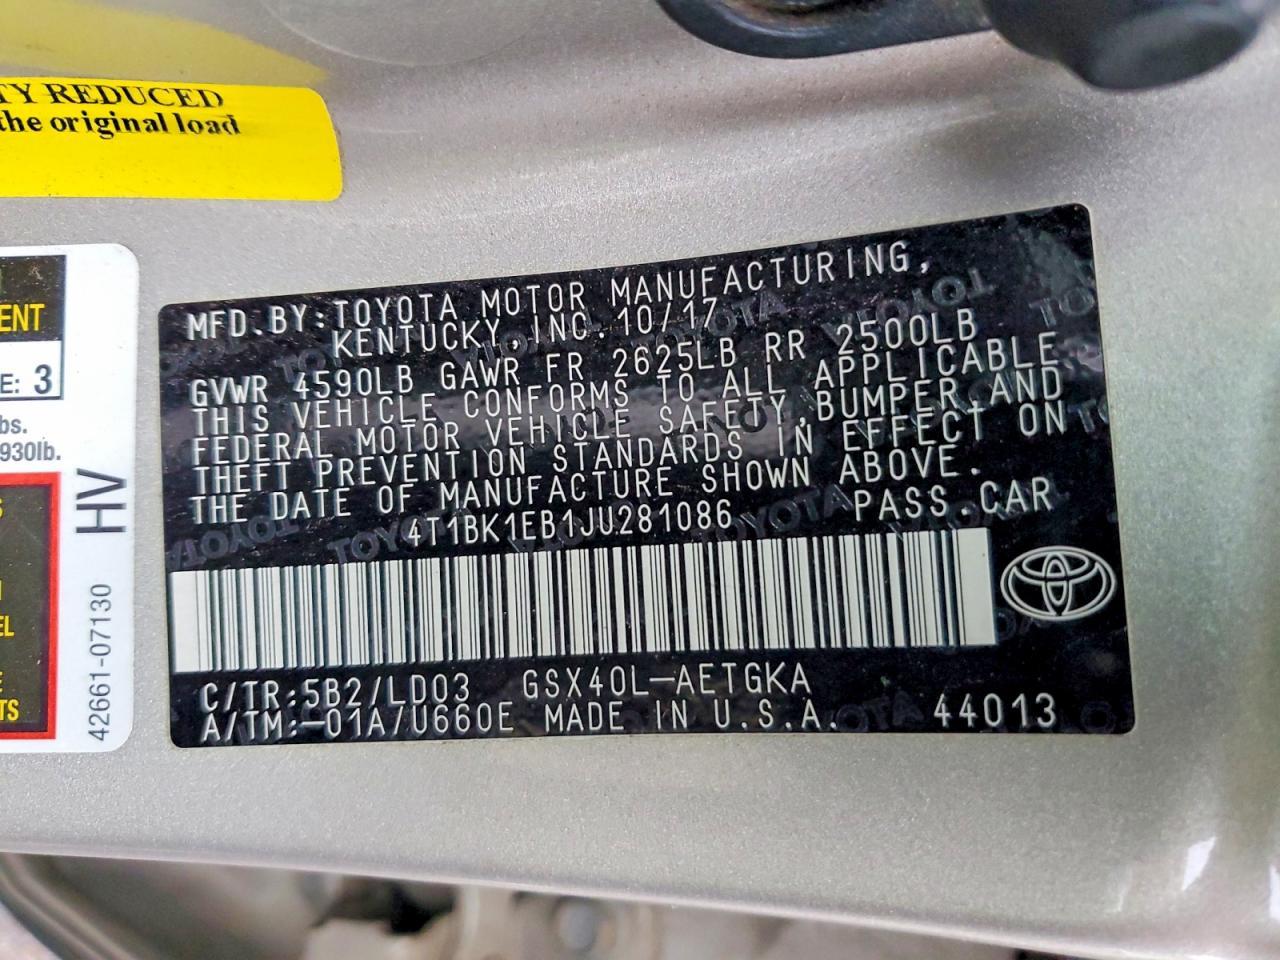 TY REDUCED
the original load
ENT
E: 3
lbs.
930lb.
S
EL
E
TS
HV
42661-07130
MFD.BY:TOYOTA MOTOR MANUFACTURING,
KENTUCKY,INC.10/17
GVWR 4590LB GAWR FR 2625LB RR 2500LB
THIS VEHICLE CONFORMS TO ALL APPLICABLE
FEDERAL MOTOR VEHICLE SAFETY,BUMPER,AND
THEFT PREVENTION STANDARDS IN EFFECT ON
THE DATE OF MANUFACTURE SHOWN ABOVE.
4T1BK1EB1JU281086 PASS.CAR
C/TR:5B2/LD03 GSX40L-AETGKA
A/TM:-01A/U660E MADE IN U.S.A. 44013